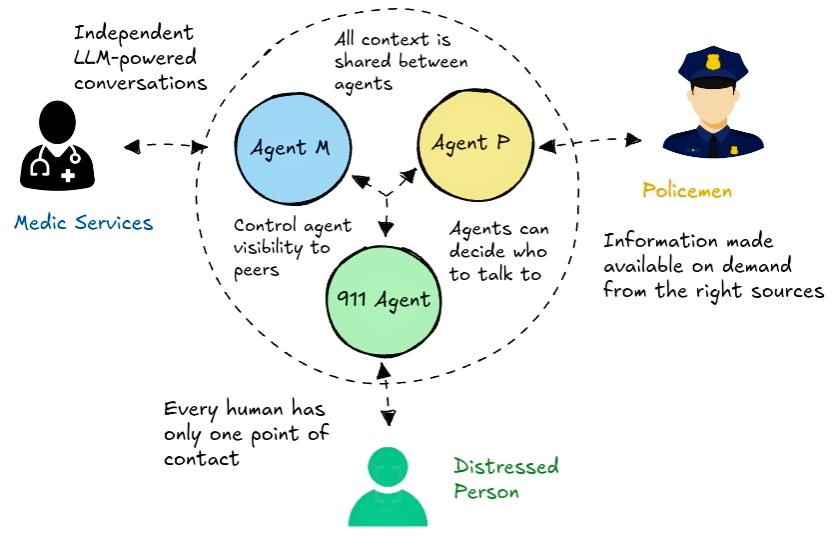 Independent
LLM-powered
conversations
All context is
shared between
agents
Agent M
Agent P
Medic Services
Policemen
Control agent
visibility to
peers
Agents can
decide who
to talk to
Information made
available on demand
from the right sources
911 Agent
Every human has
only one point of
contact
Distressed
Person